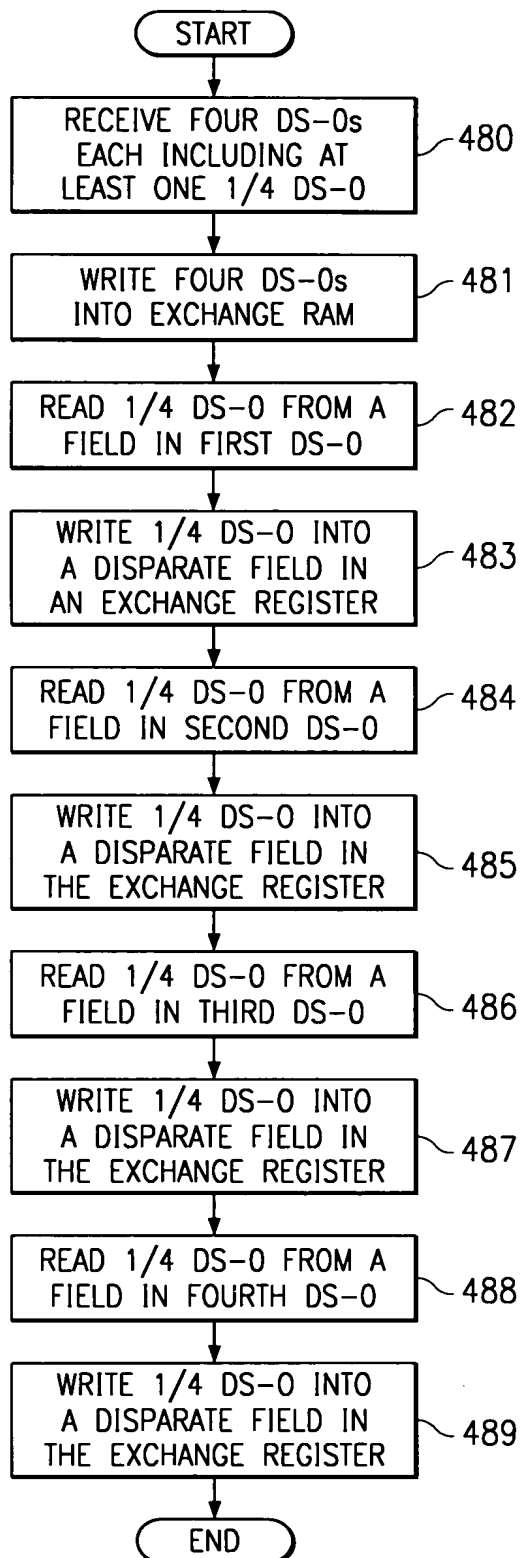 START
RECEIVE FOUR DS-0s
EACH INCLUDING AT
LEAST ONE 1/4 DS-0
480
WRITE FOUR DS-0s
INTO EXCHANGE RAM
481
READ 1/4 DS-0 FROM A
FIELD IN FIRST DS-0
482
WRITE 1/4 DS-0 INTO
A DISPARATE FIELD IN
AN EXCHANGE REGISTER
483
READ 1/4 DS-0 FROM A
FIELD IN SECOND DS-0
484
WRITE 1/4 DS-0 INTO
A DISPARATE FIELD IN
THE EXCHANGE REGISTER
485
READ 1/4 DS-0 FROM A
FIELD IN THIRD DS-0
486
WRITE 1/4 DS-0 INTO
A DISPARATE FIELD IN
THE EXCHANGE REGISTER
487
READ 1/4 DS-0 FROM A
FIELD IN FOURTH DS-0
488
WRITE 1/4 DS-0 INTO
A DISPARATE FIELD IN
THE EXCHANGE REGISTER
489
END